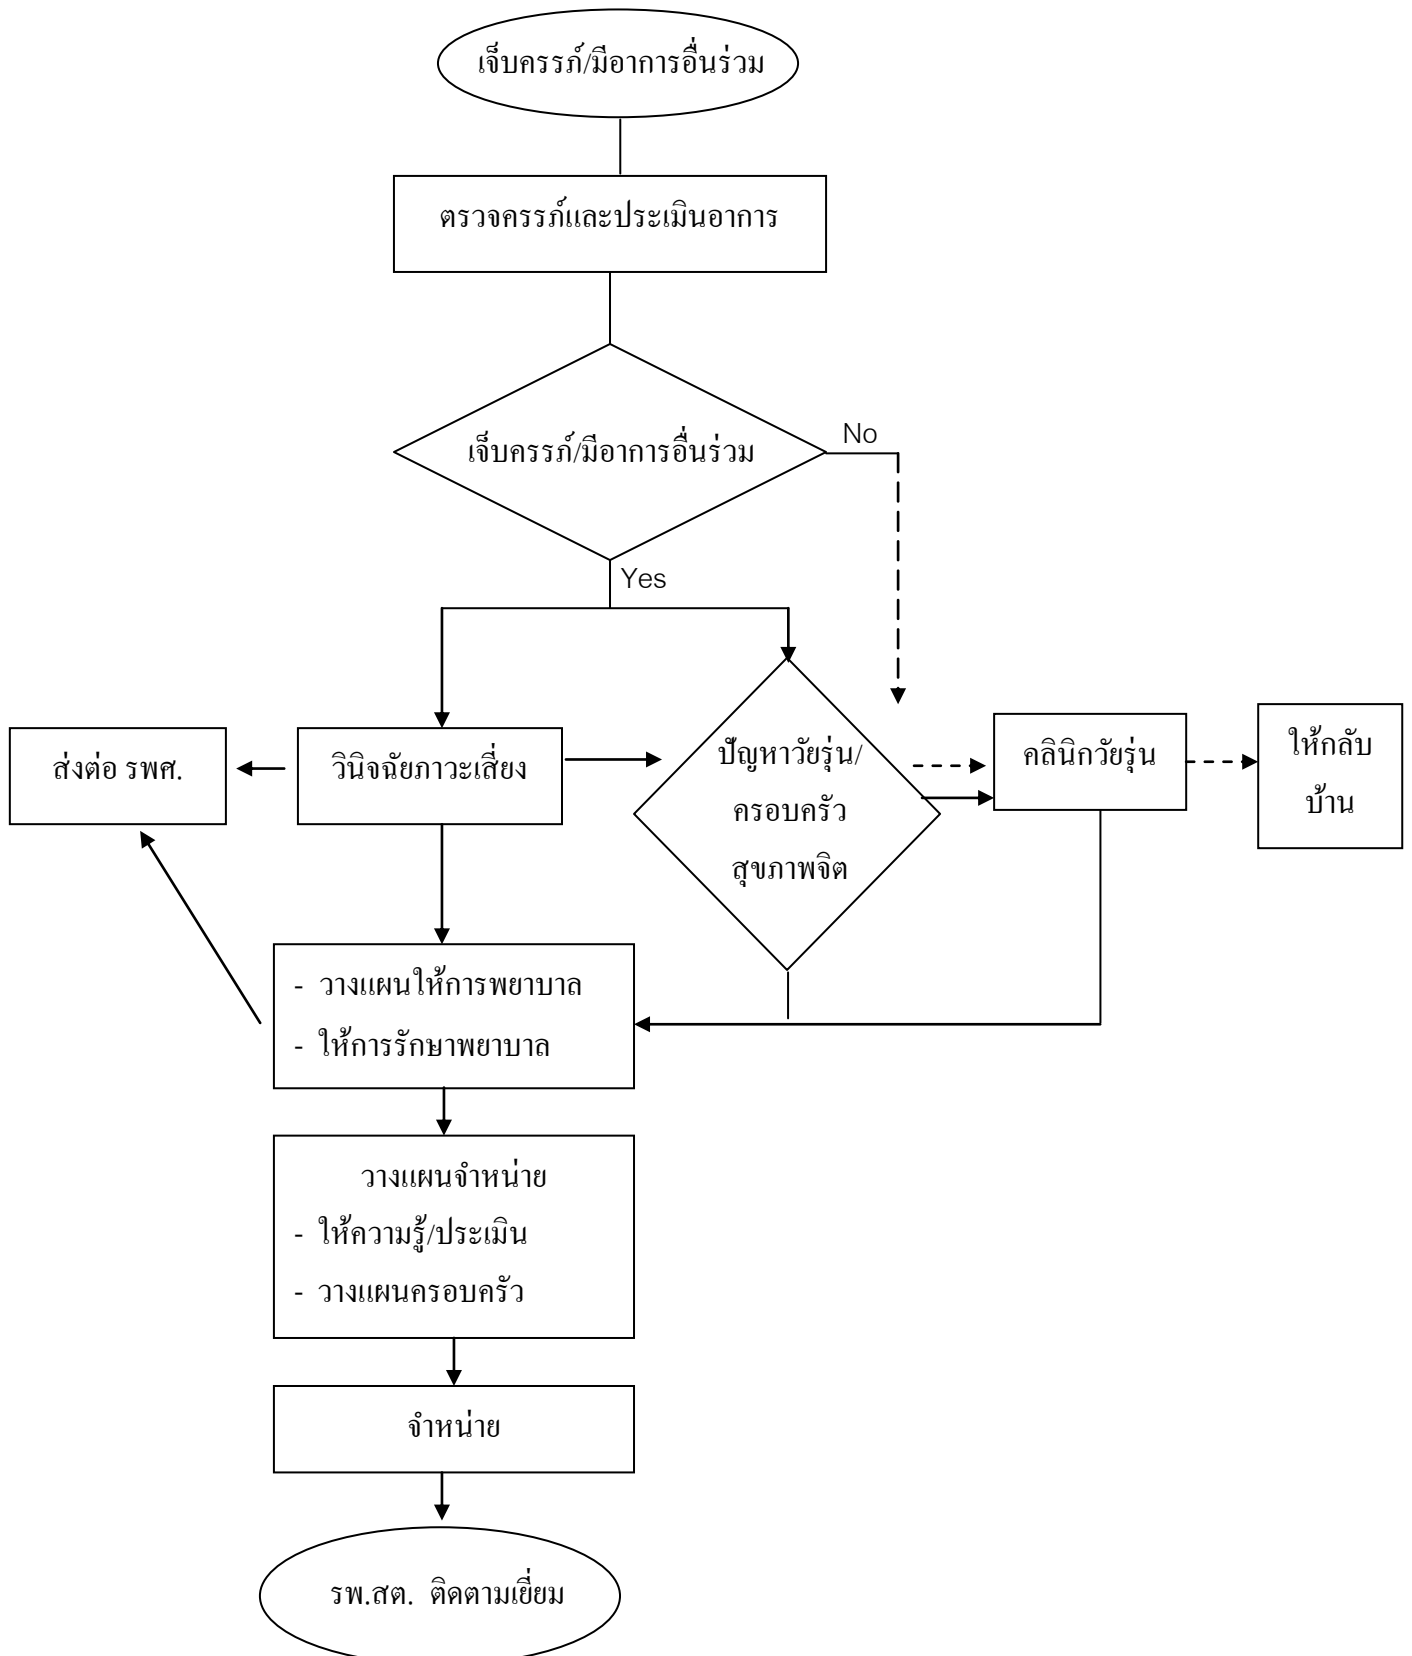 เจ็บครรภ์/มีอาการอื่นร่วม
ตรวจครรภ์และประเมินอาการ
เจ็บครรภ์/มีอาการอื่นร่วม
No
Yes
ส่งต่อ รพศ.
วินิจฉัยภาวะเสี่ยง
ปัญหาวัยรุ่น/
ครอบครัว
สุขภาพจิต
คลินิกวัยรุ่น
ให้กลับ
บ้าน
- วางแผนให้การพยาบาล
- ให้การรักษาพยาบาล
วางแผนจำหน่าย
- ให้ความรู้/ประเมิน
- วางแผนครอบครัว
จำหน่าย
รพ.สต. ติดตามเยี่ยม